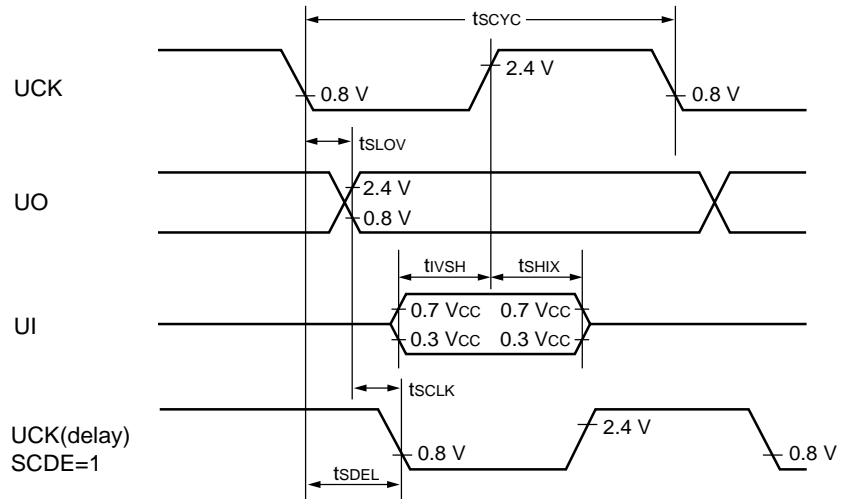 tSCYC
UCK
2.4 V
0.8 V
0.8 V
tSLOV
UO
2.4 V
0.8 V
tIVSH
tSHIX
UI
0.7 VCC 0.7 VCC
0.3 VCC 0.3 VCC
tSCLK
UCK(delay)
SCDE=1
2.4 V
0.8 V
0.8 V
tSDEL